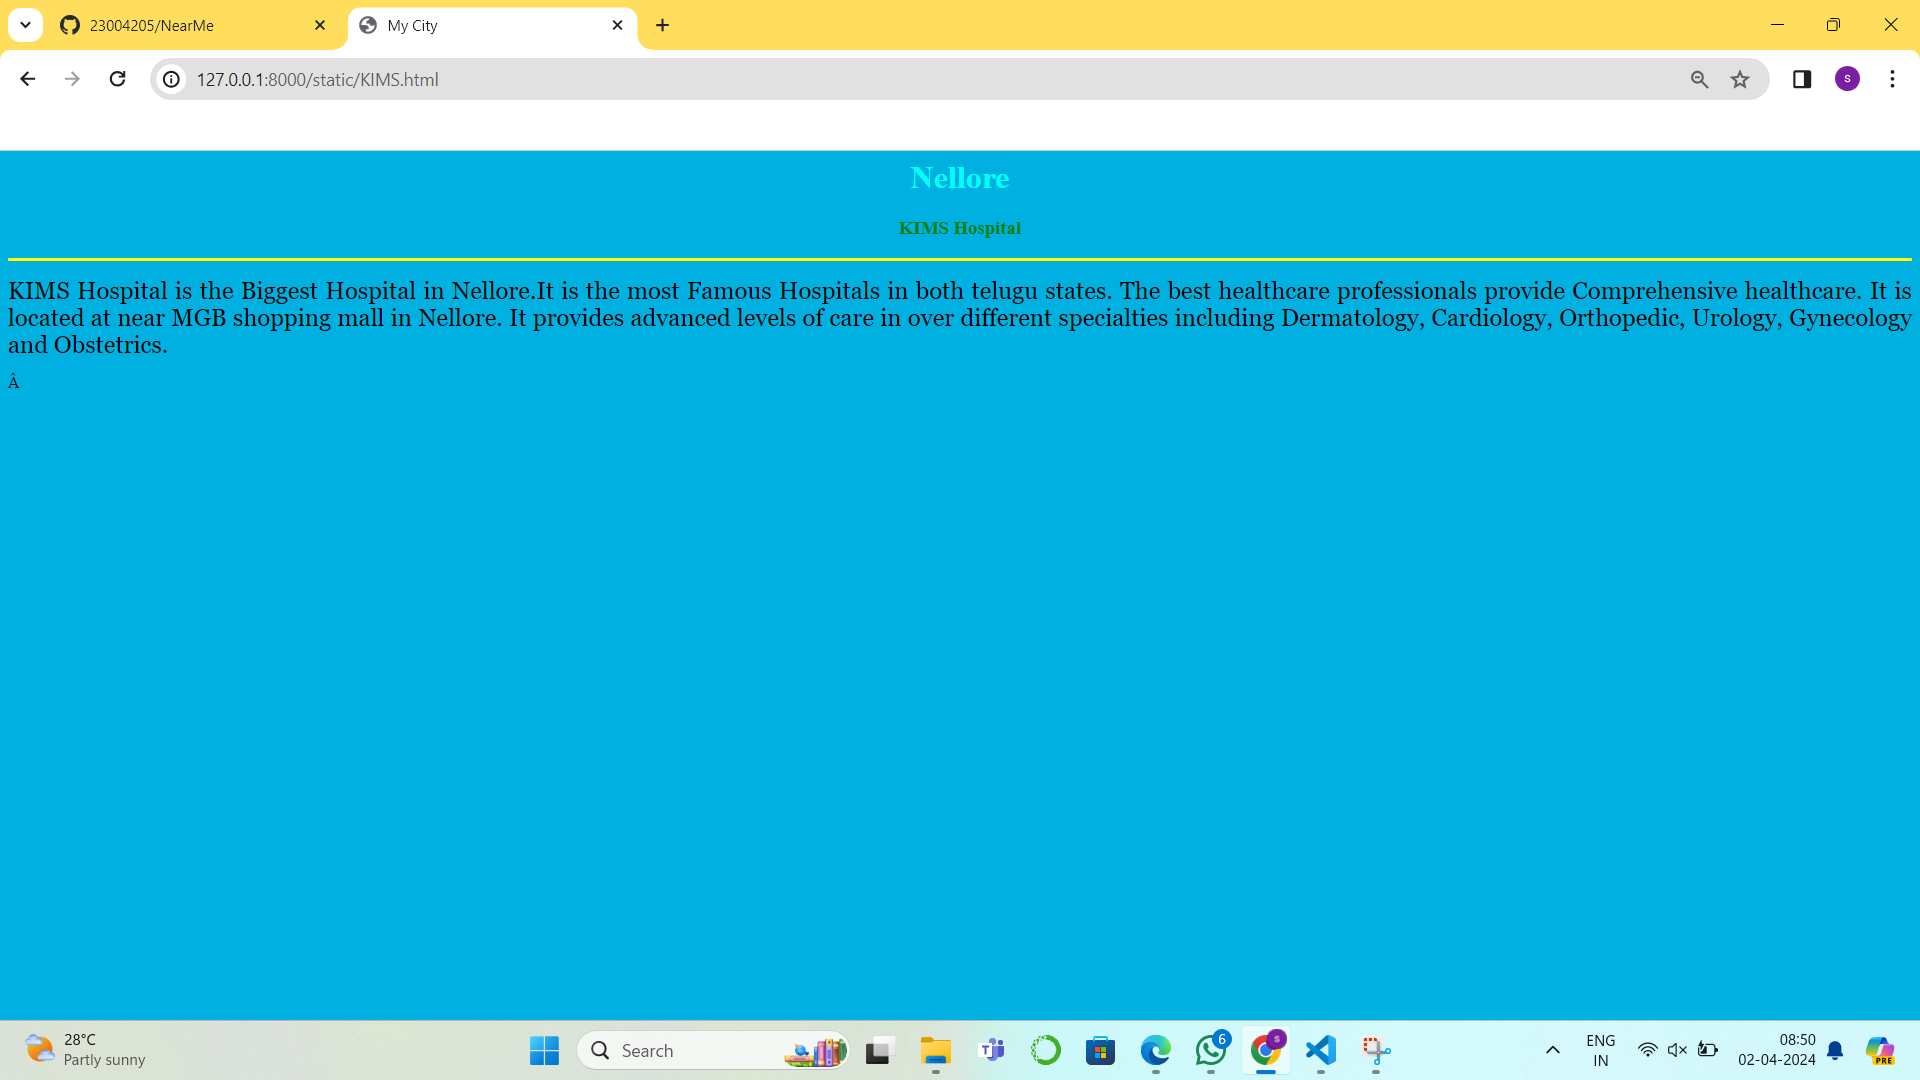 23004205/NearMe
My City
127.0.0.1:8000/static/KIMS.html
s
Nellore
KIMS Hospital
KIMS Hospital is the Biggest Hospital in Nellore.It is the most Famous Hospitals in both telugu states. The best healthcare professionals provide Comprehensive healthcare. It is
located at near MGB shopping mall in Nellore. It provides advanced levels of care in over different specialties including Dermatology, Cardiology, Orthopedic, Urology, Gynecology
and Obstetrics.
Â
28°C
Partly sunny
Search
6
s
ENG
IN
08:50
02-04-2024
PRE